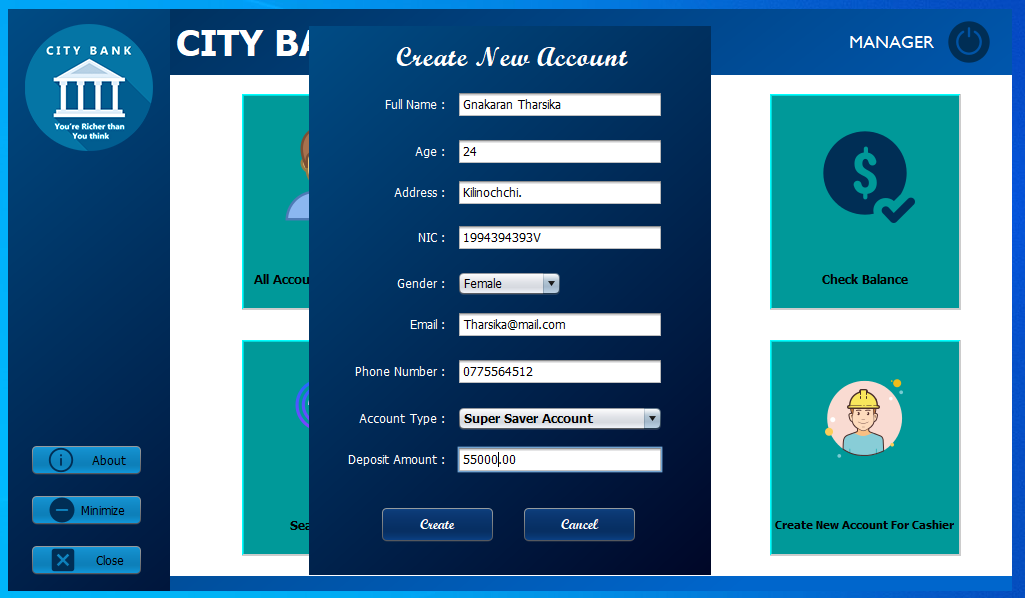 CITY BANK
You're Richer than
You think
CITY BA
MANAGER
Create New Account
Full Name : Gnakaran Tharsika
Age : 24
Address : Kilinochchi.
NIC : 1994394393V
Gender : Female
Email : Tharsika@mail.com
Phone Number : 0775564512
Account Type : Super Saver Account
Deposit Amount : 55000.00
Create
Cancel
All Accou
Check Balance
Sea
Create New Account For Cashier
About
Minimize
Close